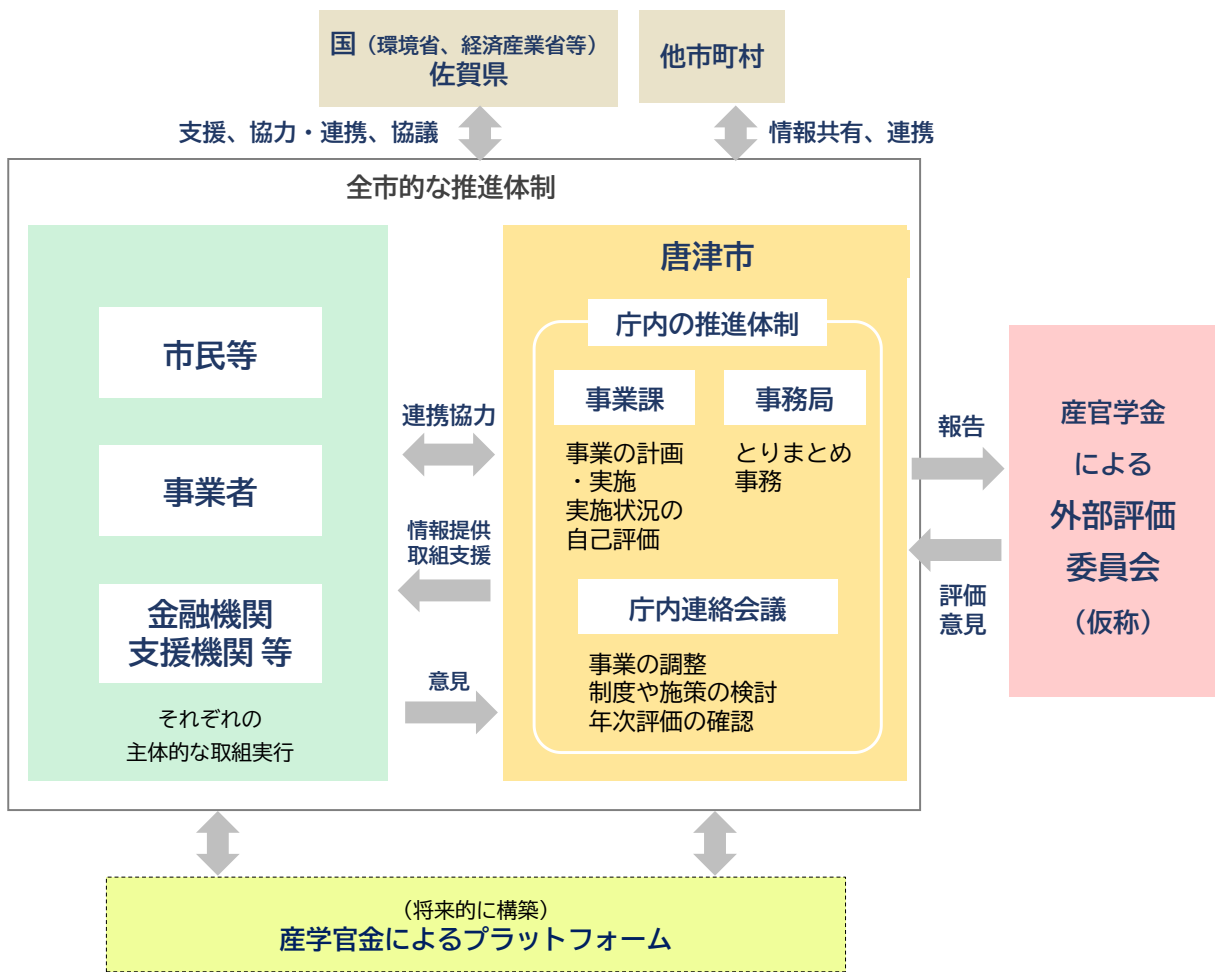 国（環境省、経済産業省等）
佐賀県
他市町村
支援、協力・連携、協議
情報共有、連携
全市的な推進体制
市民等
事業者
金融機関
支援機関 等
それぞれの
主体的な取組実行
連携協力
情報提供
取組支援
意見
唐津市
庁内の推進体制
事業課
事業の計画
・実施
実施状況の
自己評価
事務局
とりまとめ
事務
庁内連絡会議
事業の調整
制度や施策の検討
年次評価の確認
報告
評価
意見
産官学金
による
外部評価
委員会
（仮称）
（将来的に構築）
産学官金によるプラットフォーム